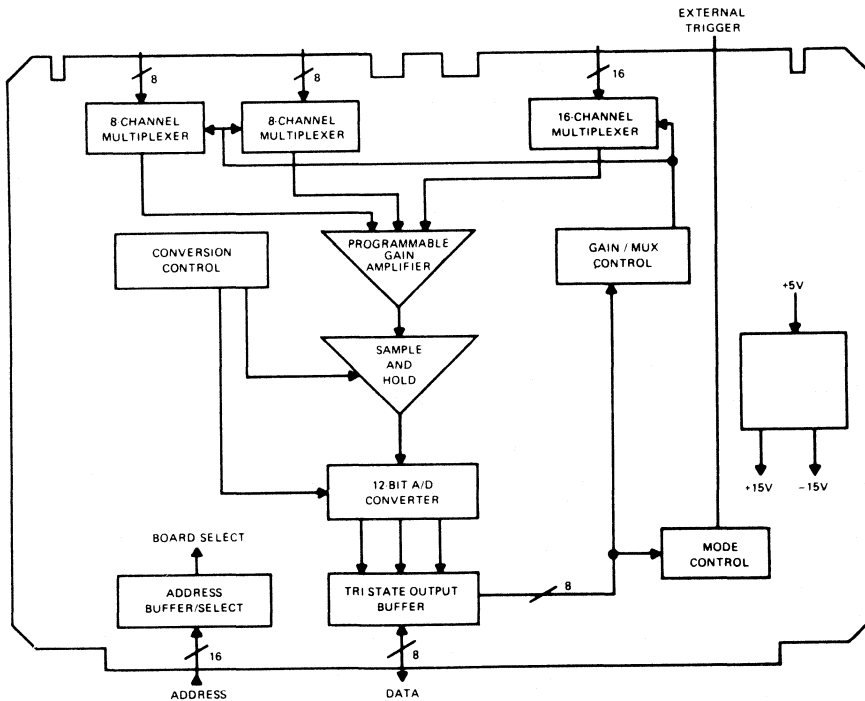 EXTERNAL
TRIGGER
8
8
16
8-CHANNEL
MULTIPLEXER
8-CHANNEL
MULTIPLEXER
16-CHANNEL
MULTIPLEXER
CONVERSION
CONTROL
PROGRAMMABLE
GAIN
AMPLIFIER
GAIN / MUX
CONTROL
+5V
SAMPLE
AND
HOLD
+15V
-15V
12-BIT A/D
CONVERTER
BOARD SELECT
MODE
CONTROL
ADDRESS
BUFFER/SELECT
TRI STATE OUTPUT
BUFFER
8
16
8
ADDRESS
DATA